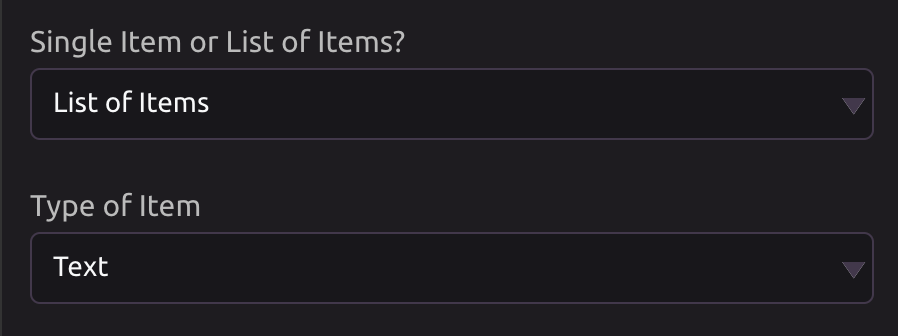 Single Item or List of Items?
List of Items
Type of Item
Text